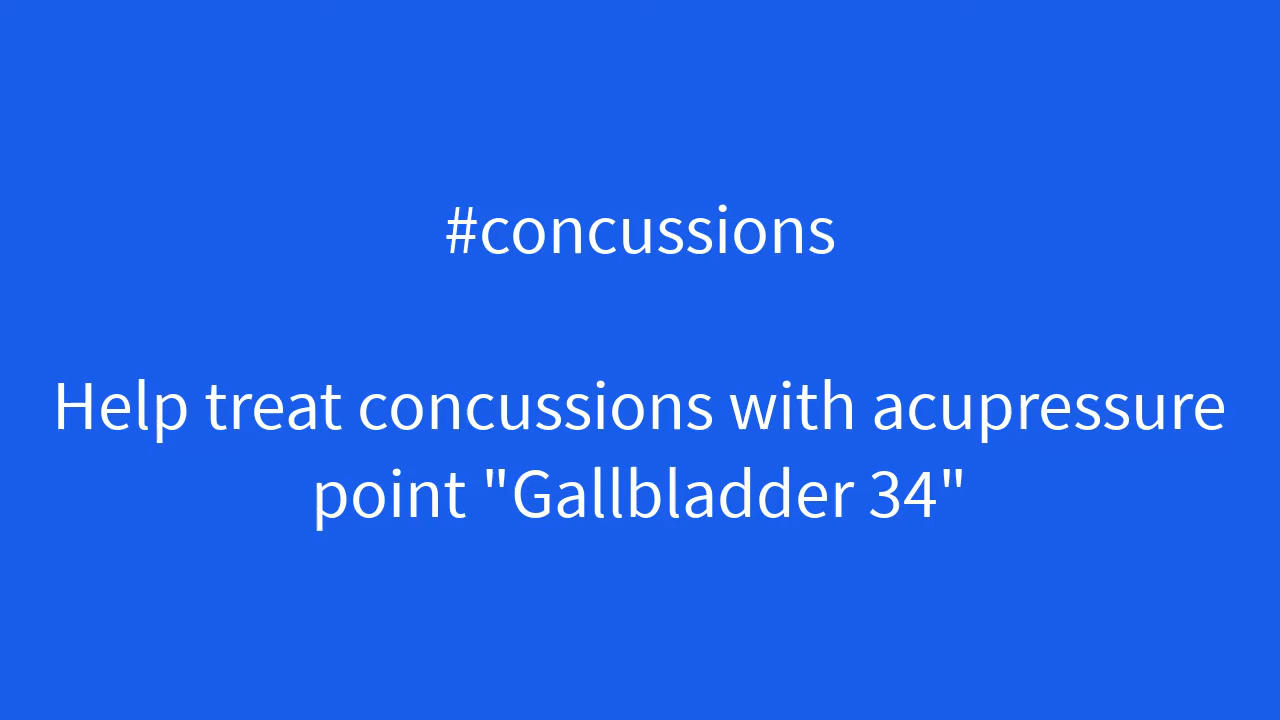 #concussions
Help treat concussions with acupressure
point "Gallbladder 34"